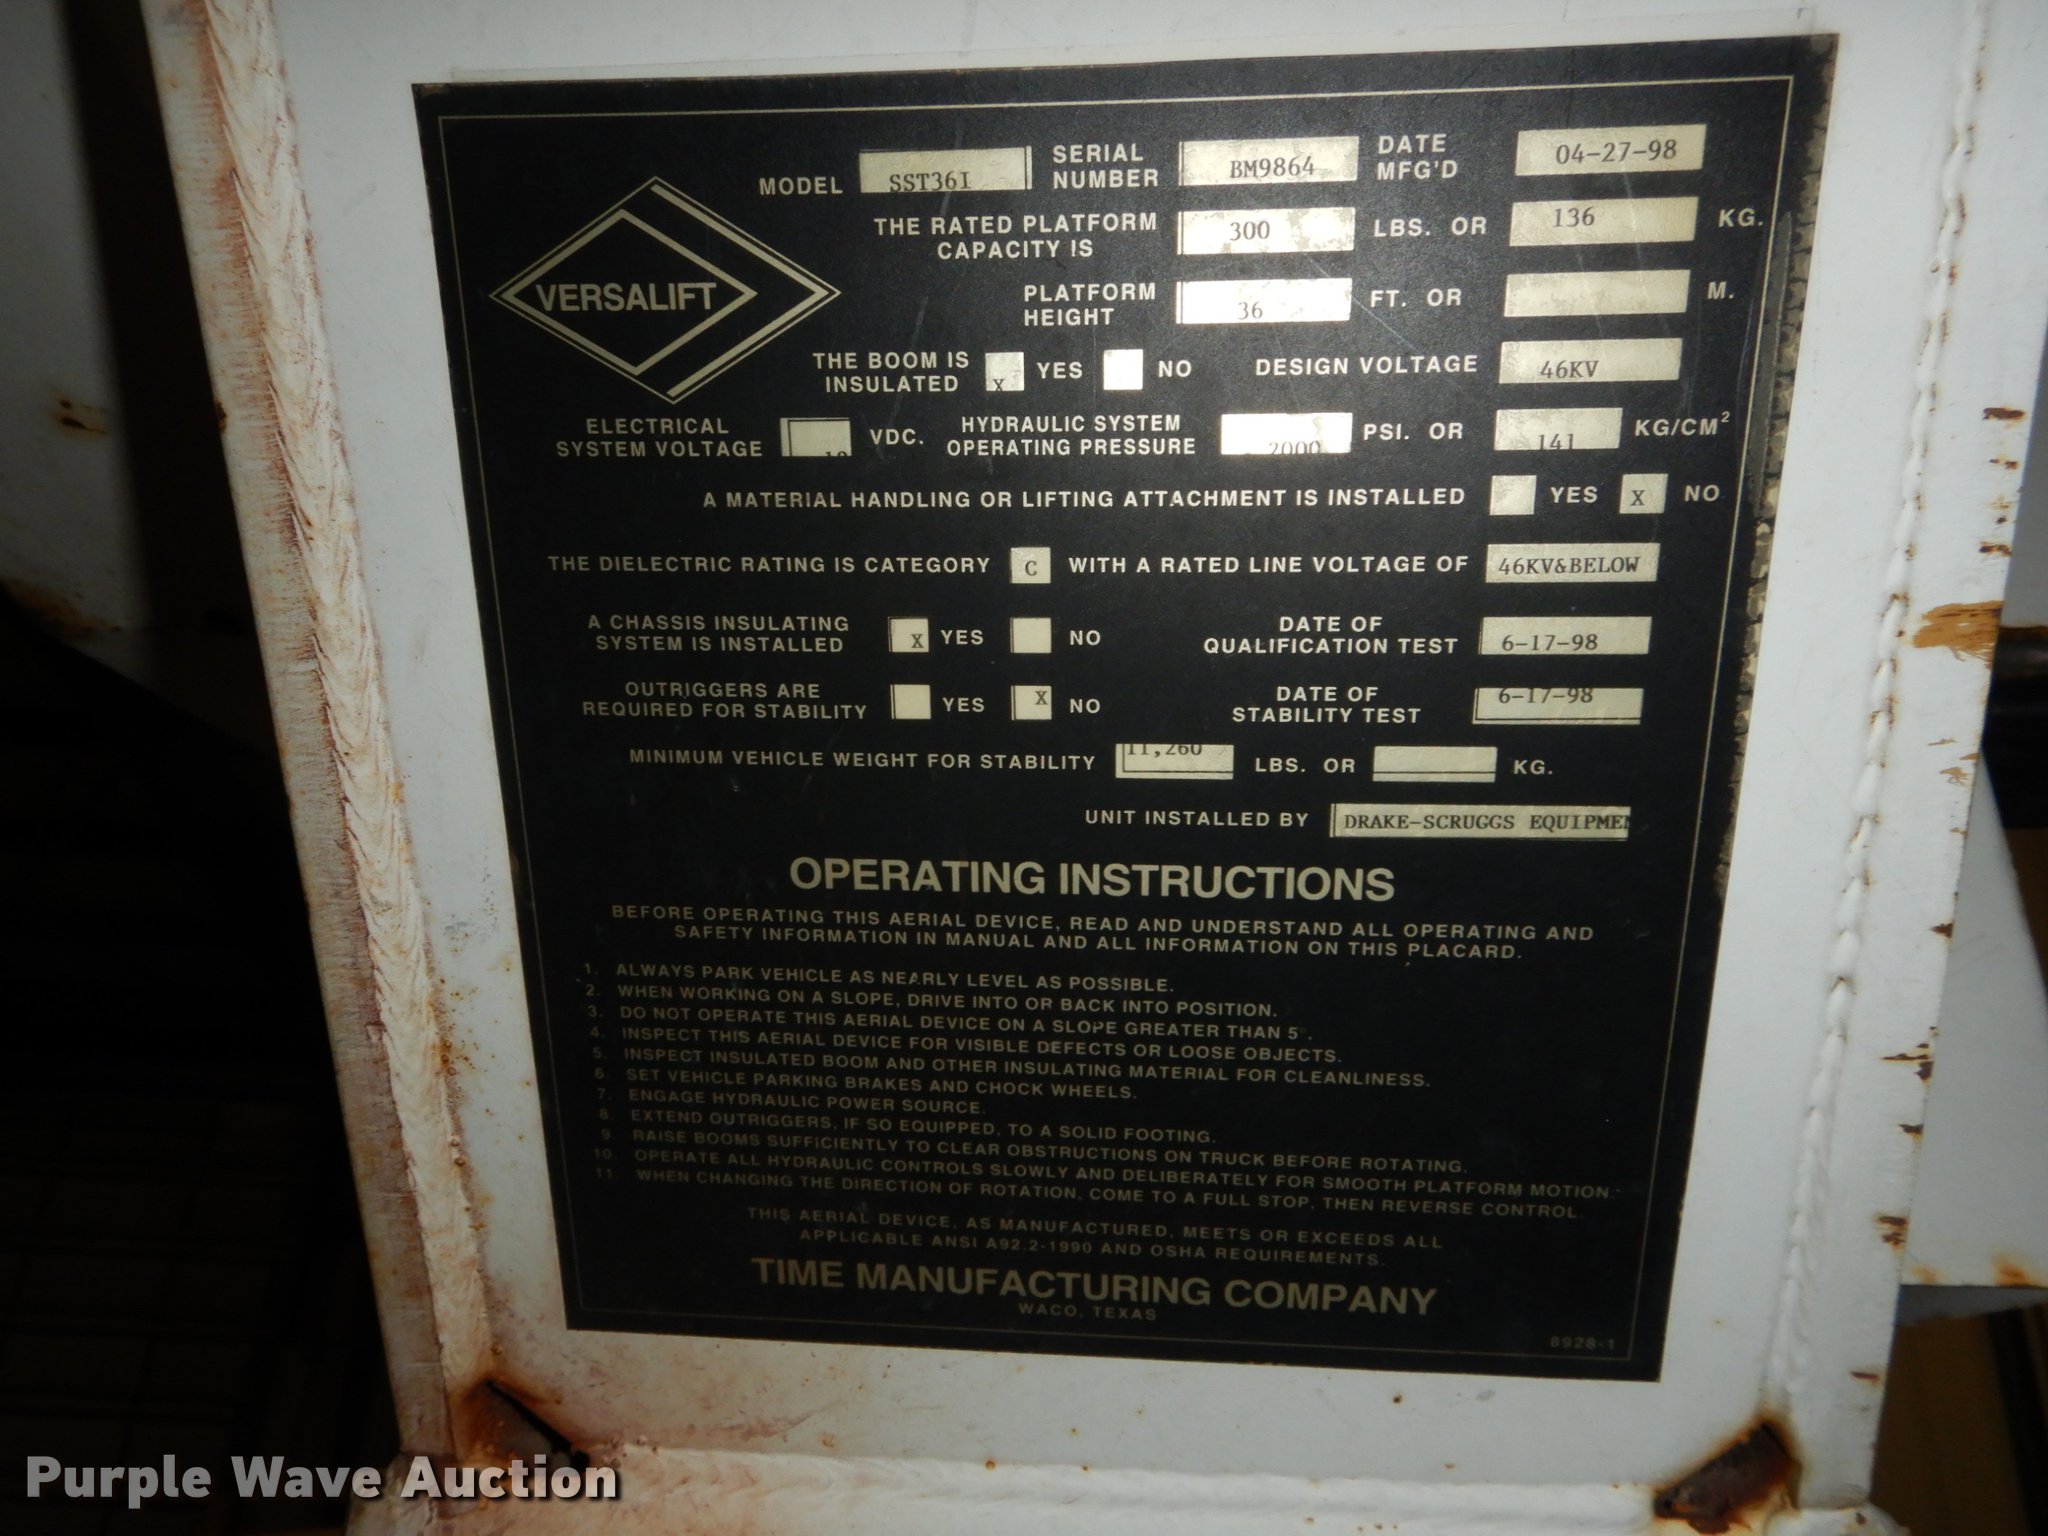 MODEL SST36I SERIAL NUMBER BM9864 DATE MFG'D 04-27-98
VERSALIFT
THE RATED PLATFORM CAPACITY IS 300 LBS. OR 136 KG.
PLATFORM HEIGHT 36 FT. OR M.
THE BOOM IS INSULATED X YES NO DESIGN VOLTAGE 46KV
ELECTRICAL SYSTEM VOLTAGE VDC. HYDRAULIC SYSTEM OPERATING PRESSURE 2000 PSI. OR 141 KG/CM²
A MATERIAL HANDLING OR LIFTING ATTACHMENT IS INSTALLED YES X NO
THE DIELECTRIC RATING IS CATEGORY C WITH A RATED LINE VOLTAGE OF 46KV&BELOW
A CHASSIS INSULATING SYSTEM IS INSTALLED X YES NO DATE OF QUALIFICATION TEST 6-17-98
OUTRIGGERS ARE REQUIRED FOR STABILITY YES X NO DATE OF STABILITY TEST 6-17-98
MINIMUM VEHICLE WEIGHT FOR STABILITY 11,260 LBS. OR KG.
UNIT INSTALLED BY DRAKE-SCRUGGS EQUIPMEN
OPERATING INSTRUCTIONS
BEFORE OPERATING THIS AERIAL DEVICE, READ AND UNDERSTAND ALL OPERATING AND
SAFETY INFORMATION IN MANUAL AND ALL INFORMATION ON THIS PLACARD.
1. ALWAYS PARK VEHICLE AS NEARLY LEVEL AS POSSIBLE.
2. WHEN WORKING ON A SLOPE, DRIVE INTO OR BACK INTO POSITION.
3. DO NOT OPERATE THIS AERIAL DEVICE ON A SLOPE GREATER THAN 5°.
4. INSPECT THIS AERIAL DEVICE FOR VISIBLE DEFECTS OR LOOSE OBJECTS.
5. INSPECT INSULATED BOOM AND OTHER INSULATING MATERIAL FOR CLEANLINESS.
6. SET VEHICLE PARKING BRAKES AND CHOCK WHEELS.
7. ENGAGE HYDRAULIC POWER SOURCE.
8. EXTEND OUTRIGGERS, IF SO EQUIPPED, TO A SOLID FOOTING.
9. RAISE BOOMS SUFFICIENTLY TO CLEAR OBSTRUCTIONS ON TRUCK BEFORE ROTATING.
10. OPERATE ALL HYDRAULIC CONTROLS SLOWLY AND DELIBERATELY FOR SMOOTH PLATFORM MOTION.
11. WHEN CHANGING THE DIRECTION OF ROTATION, COME TO A FULL STOP, THEN REVERSE CONTROL.
THIS AERIAL DEVICE, AS MANUFACTURED, MEETS OR EXCEEDS ALL
APPLICABLE ANSI A92.2-1990 AND OSHA REQUIREMENTS.
TIME MANUFACTURING COMPANY
WACO, TEXAS
8928-1
Purple Wave Auction